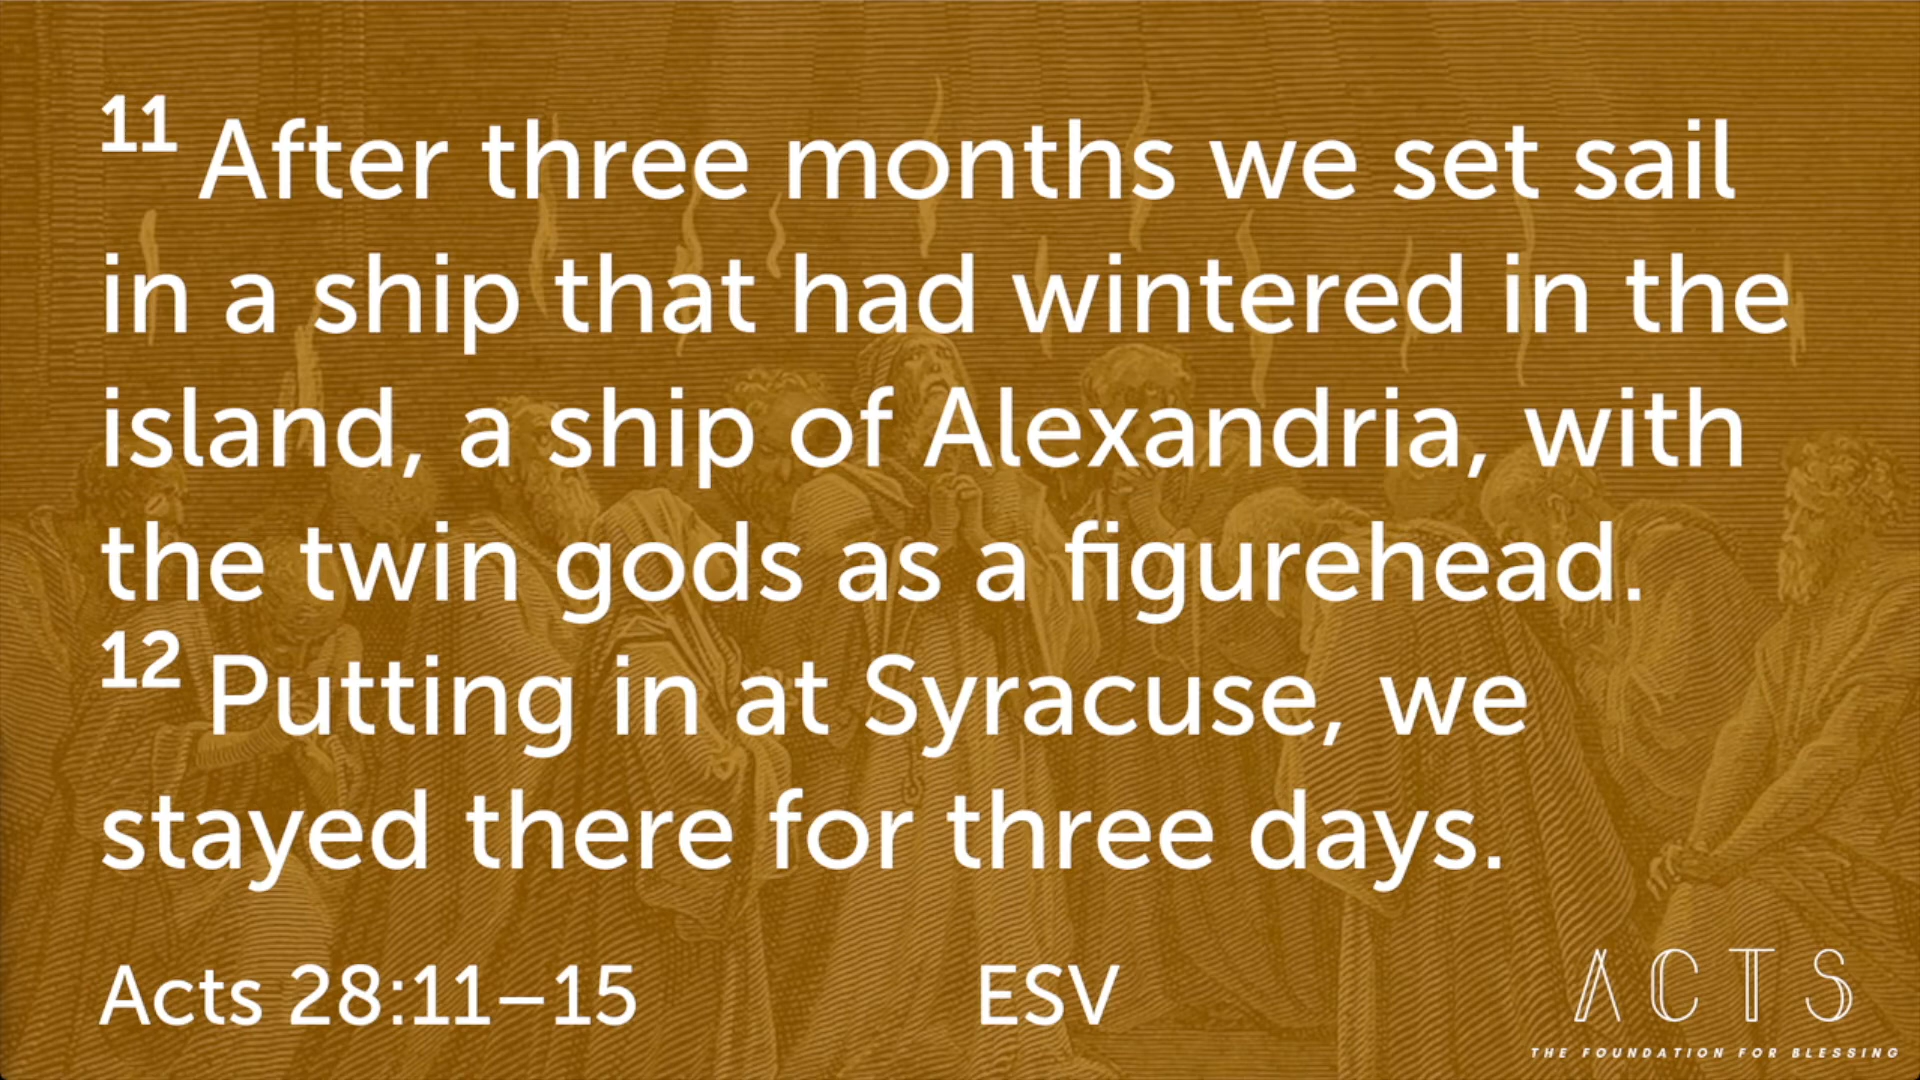 11 After three months we set sail
in a ship that had wintered in the
island, a ship of Alexandria, with
the twin gods as a figurehead.
12 Putting in at Syracuse, we
stayed there for three days.
Acts 28:11–15 ESV
ACTS
THE FOUNDATION FOR BLESSING